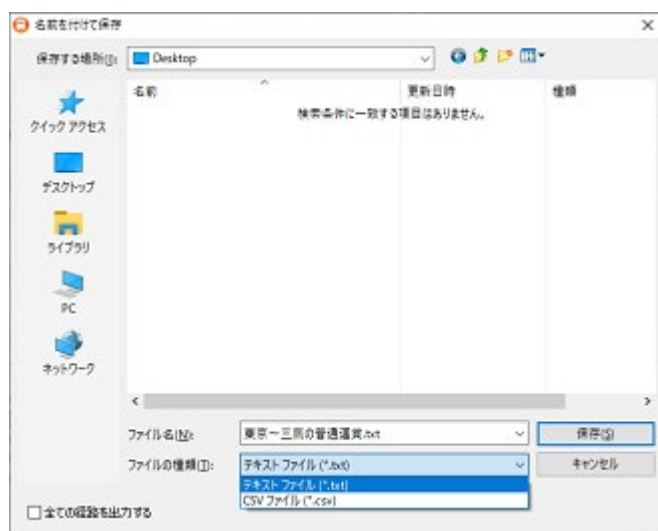 名前を付けて保存
保存する場所(I):
Desktop
名前
更新日時
種類
検索条件に一致する項目はありません。
クイック アクセス
デスクトップ
ライブラリ
PC
ネットワーク
ファイル名(N):
東京～三鷹の普通運賃.txt
保存(S)
ファイルの種類(T):
テキスト ファイル (*.txt)
キャンセル
テキスト ファイル (*.txt)
CSV ファイル (*.csv)
全ての経路を出力する